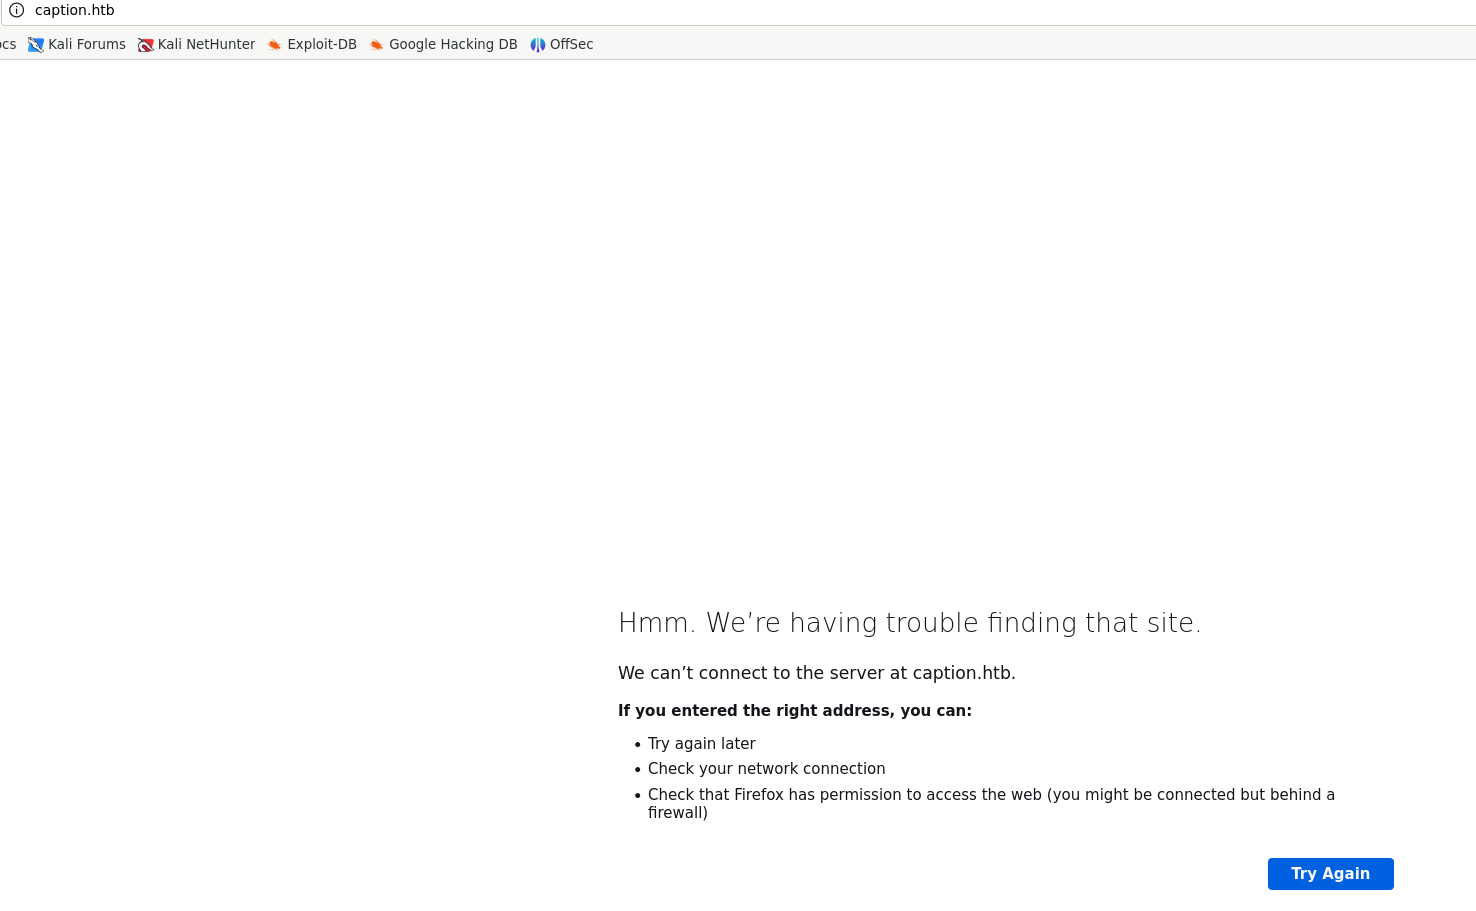 caption.htb
ocs Kali Forums Kali NetHunter Exploit-DB Google Hacking DB OffSec
Hmm. We're having trouble finding that site.
We can't connect to the server at caption.htb.
If you entered the right address, you can:
• Try again later
• Check your network connection
• Check that Firefox has permission to access the web (you might be connected but behind a
firewall)
Try Again